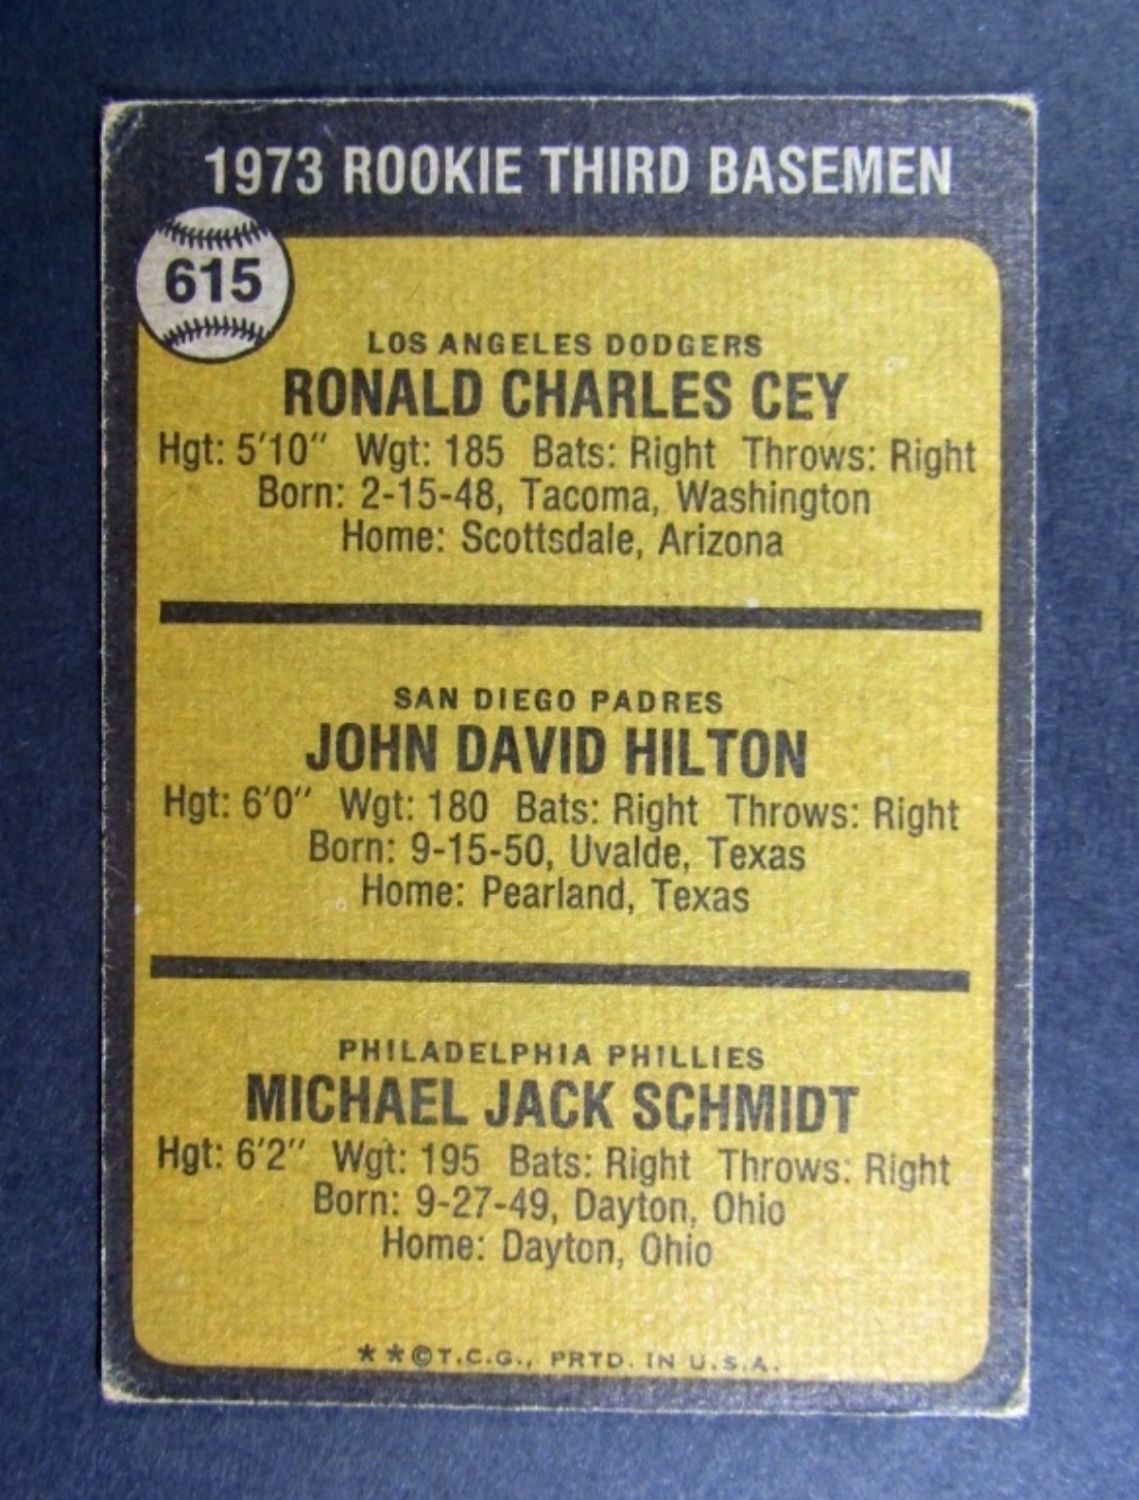 1973 ROOKIE THIRD BASEMEN
615
LOS ANGELES DODGERS
RONALD CHARLES CEY
Hgt: 5'10" Wgt: 185 Bats: Right Throws: Right
Born: 2-15-48, Tacoma, Washington
Home: Scottsdale, Arizona
SAN DIEGO PADRES
JOHN DAVID HILTON
Hgt: 6'0" Wgt: 180 Bats: Right Throws: Right
Born: 9-15-50, Uvalde, Texas
Home: Pearland, Texas
PHILADELPHIA PHILLIES
MICHAEL JACK SCHMIDT
Hgt: 6'2" Wgt: 195 Bats: Right Throws: Right
Born: 9-27-49, Dayton, Ohio
Home: Dayton, Ohio
**©T.C.G., PRTD. IN U.S.A.